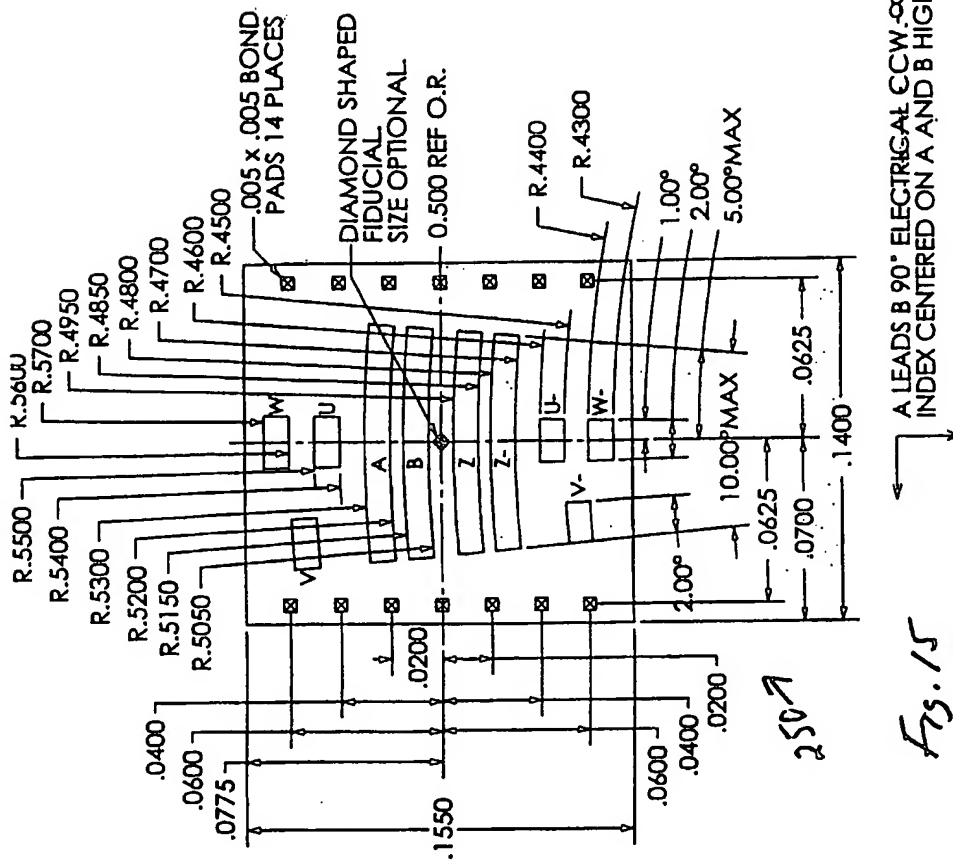 R.5600
R.5700
R.4950
R.4850
R.4800
R.4700
R.4600
R.4500
.005 x .005 BOND
PADS 14 PLACES
DIAMOND SHAPED
FIDUCIAL
SIZE OPTIONAL
0.500 REF O.R.
R.4400
R.4300
1.00°
2.00°
5.00°MAX
R.5500
R.5400
R.5300
R.5200
R.5150
R.5050
W
U
V
A
B
Z
Z-
U-
W-
V-
.0200
.0400
.0600
.0775
.1550
.0200
.0400
.0600
2.00°
10.00°MAX
.0625
.0625
.0700
.1400
A LEADS B 90° ELECTRICAL CCW.
INDEX CENTERED ON A AND B HIGH
250
Fig. 15